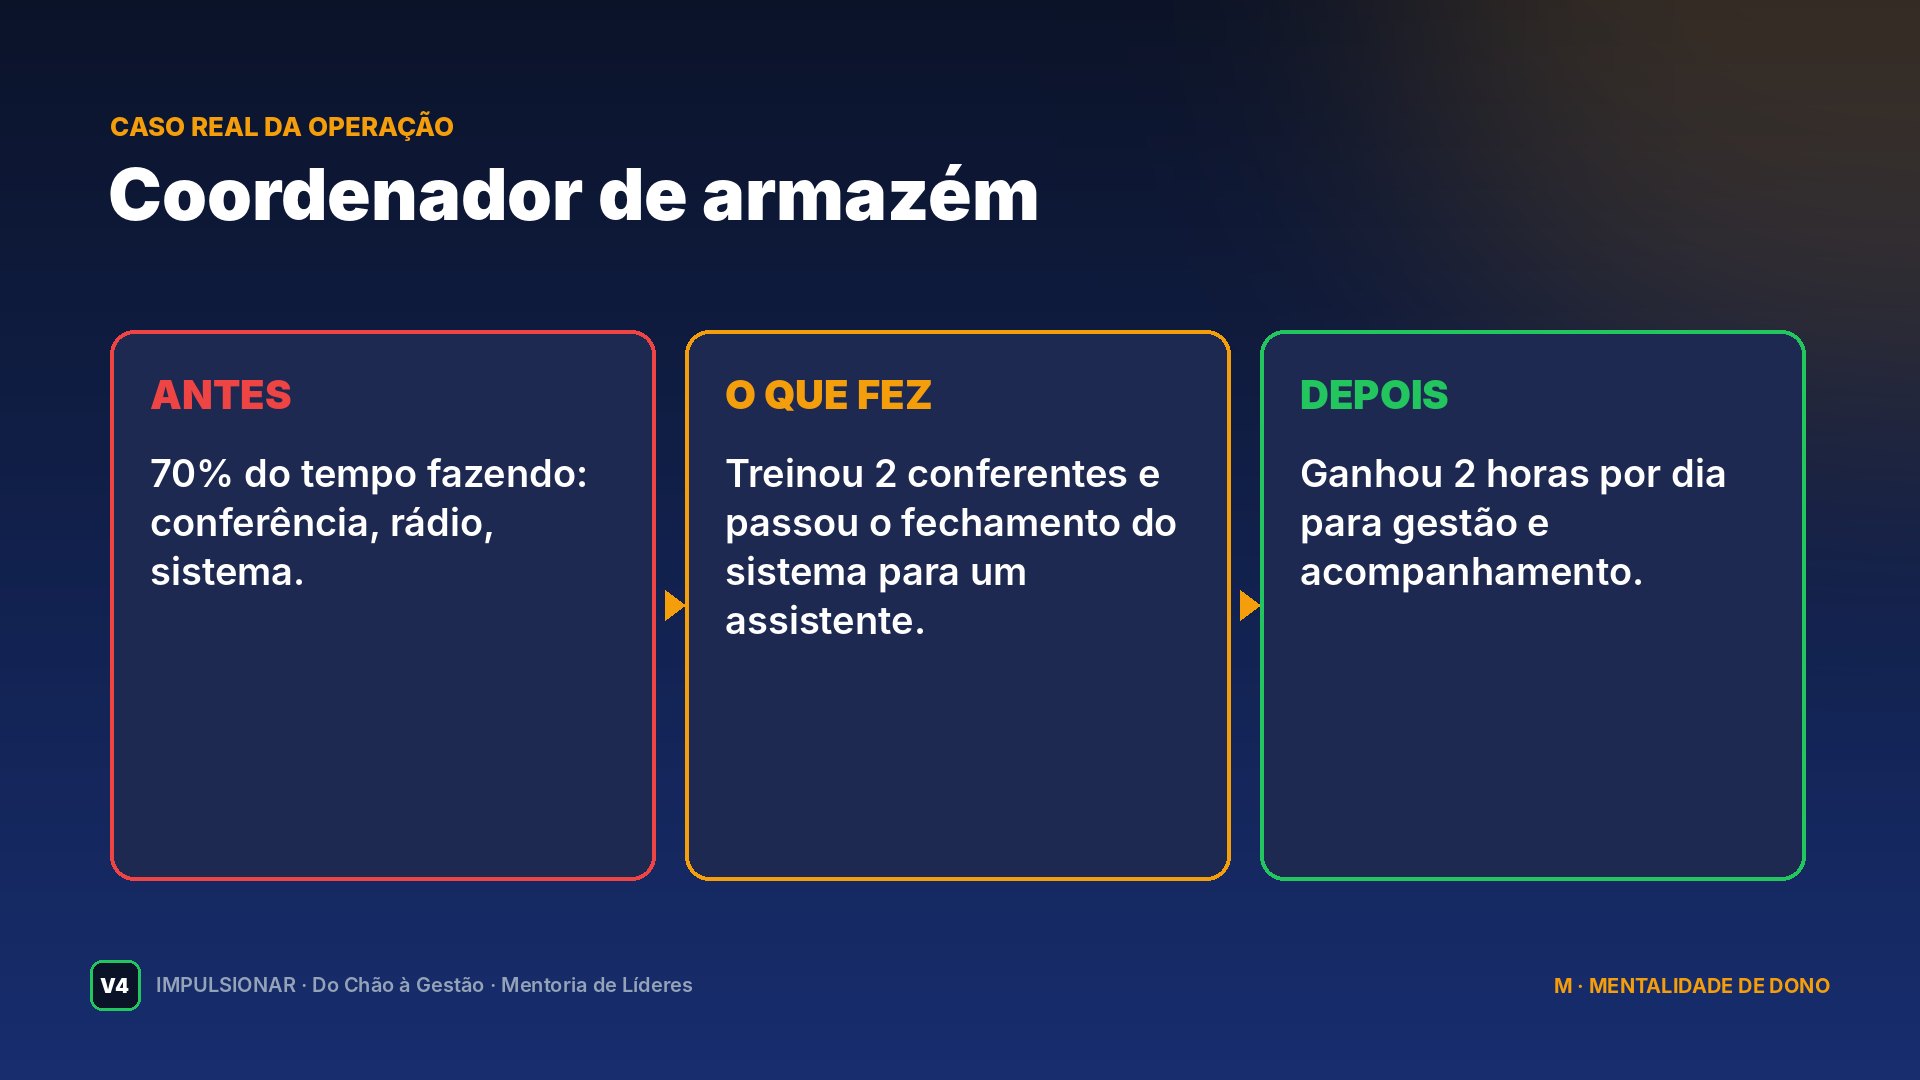 CASO REAL DA OPERAÇÃO
Coordenador de armazém
ANTES
70% do tempo fazendo:
conferência, rádio,
sistema.
O QUE FEZ
Treinou 2 conferentes e
passou o fechamento do
sistema para um
assistente.
DEPOIS
Ganhou 2 horas por dia
para gestão e
acompanhamento.
V4
IMPULSIONAR · Do Chão à Gestão · Mentoria de Líderes
M · MENTALIDADE DE DONO